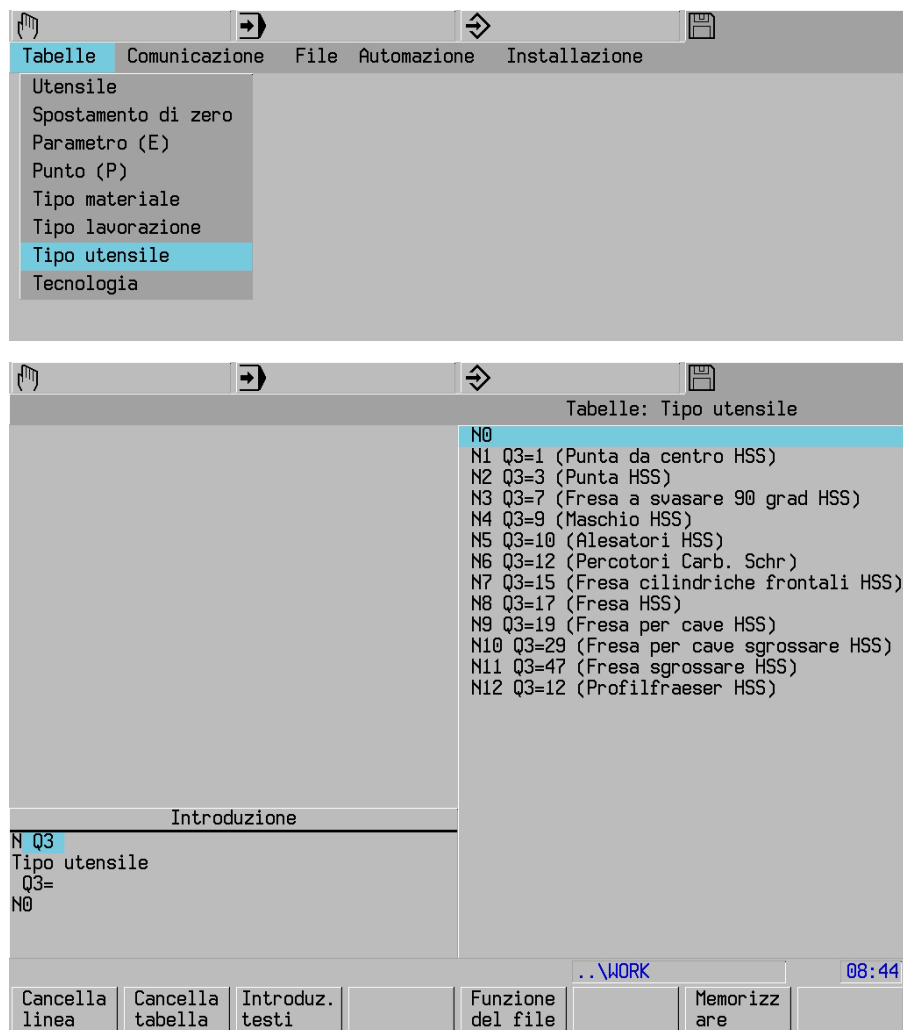 Tabelle Comunicazione File Automazione Installazione
Utensile
Spostamento di zero
Parametro (E)
Punto (P)
Tipo materiale
Tipo lavorazione
Tipo utensile
Tecnologia
Tabelle: Tipo utensile
N0
N1 Q3=1 (Punta da centro HSS)
N2 Q3=3 (Punta HSS)
N3 Q3=7 (Fresa a svasare 90 grad HSS)
N4 Q3=9 (Maschio HSS)
N5 Q3=10 (Alesatori HSS)
N6 Q3=12 (Percotori Carb. Schr)
N7 Q3=15 (Fresa cilindriche frontali HSS)
N8 Q3=17 (Fresa HSS)
N9 Q3=19 (Fresa per cave HSS)
N10 Q3=29 (Fresa per cave sgrossare HSS)
N11 Q3=47 (Fresa sgrossare HSS)
N12 Q3=12 (Profilfraeser HSS)
Introduzione
N Q3
Tipo utensile
Q3=
N0
..\WORK 08:44
Cancella Cancella Introduz. Funzione Memorizz
linea tabella testi del file are